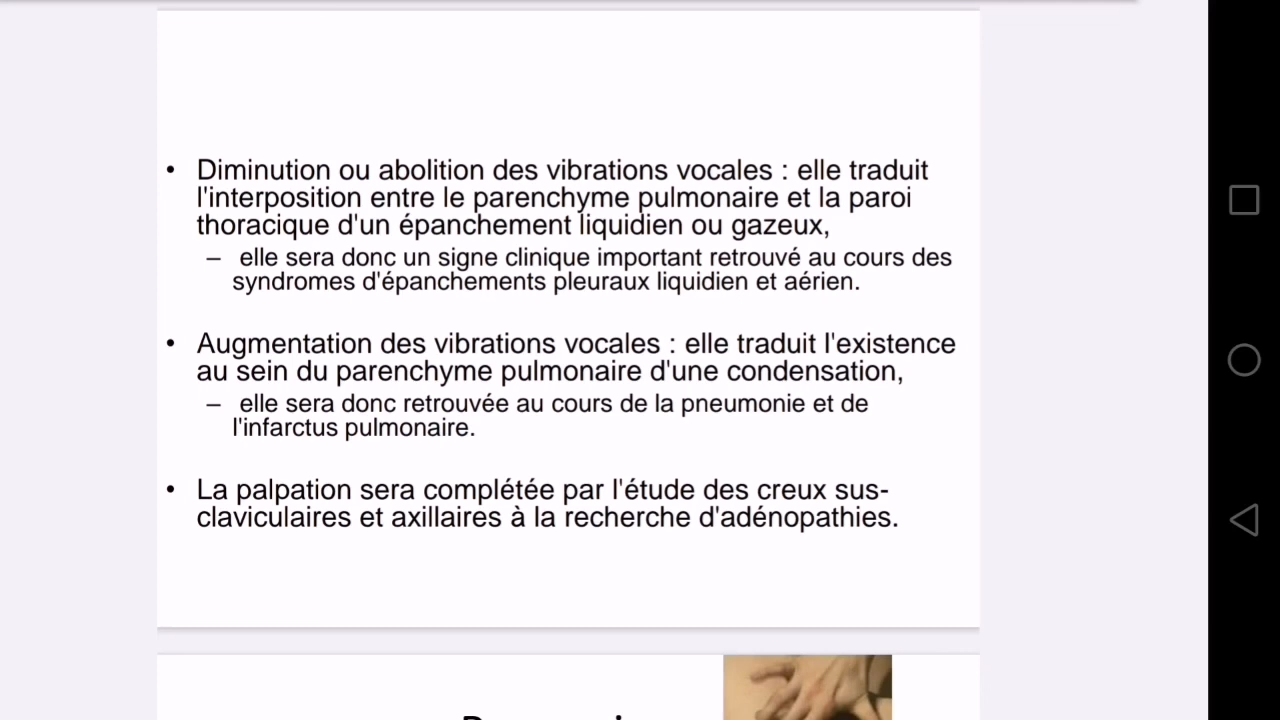 • Diminution ou abolition des vibrations vocales : elle traduit
l'interposition entre le parenchyme pulmonaire et la paroi
thoracique d'un épanchement liquidien ou gazeux,
– elle sera donc un signe clinique important retrouvé au cours des
syndromes d'épanchements pleuraux liquidien et aérien.
• Augmentation des vibrations vocales : elle traduit l'existence
au sein du parenchyme pulmonaire d'une condensation,
– elle sera donc retrouvée au cours de la pneumonie et de
l'infarctus pulmonaire.
• La palpation sera complétée par l'étude des creux sus-
claviculaires et axillaires à la recherche d'adénopathies.